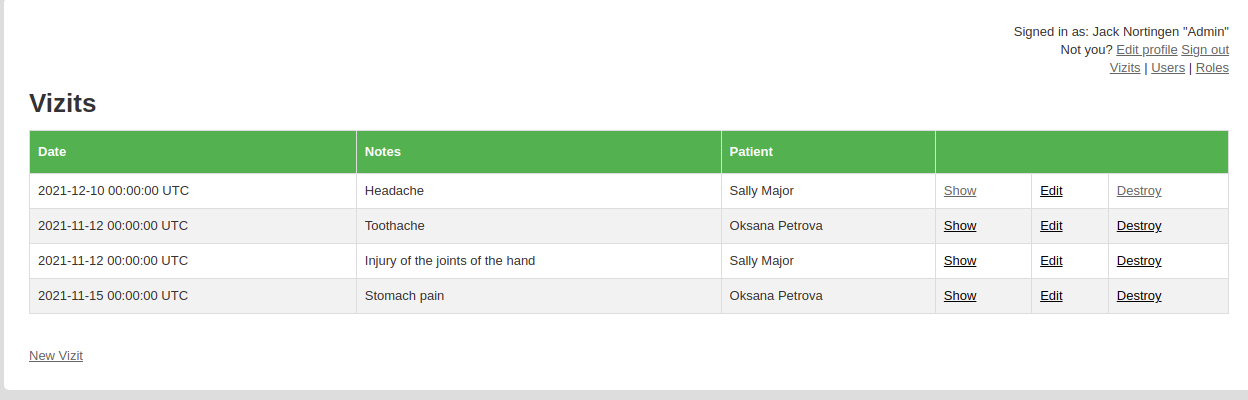 Signed in as: Jack Nortingen "Admin"
Not you? Edit profile Sign out
Vizits | Users | Roles
Vizits
Date Notes Patient
2021-12-10 00:00:00 UTC Headache Sally Major Show Edit Destroy
2021-11-12 00:00:00 UTC Toothache Oksana Petrova Show Edit Destroy
2021-11-12 00:00:00 UTC Injury of the joints of the hand Sally Major Show Edit Destroy
2021-11-15 00:00:00 UTC Stomach pain Oksana Petrova Show Edit Destroy
New Vizit